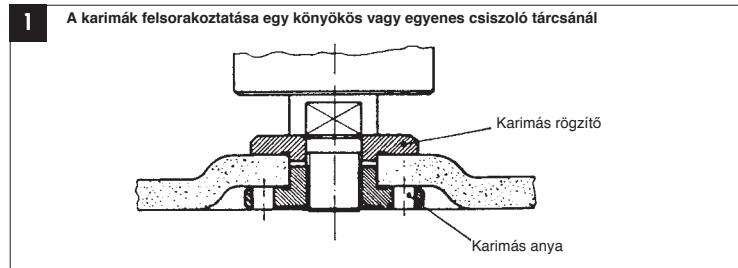 1
A karimák felsorakoztatása egy könyökös vagy egyenes csiszoló tárcsánál
Karimás rögzítő
Karimás anya